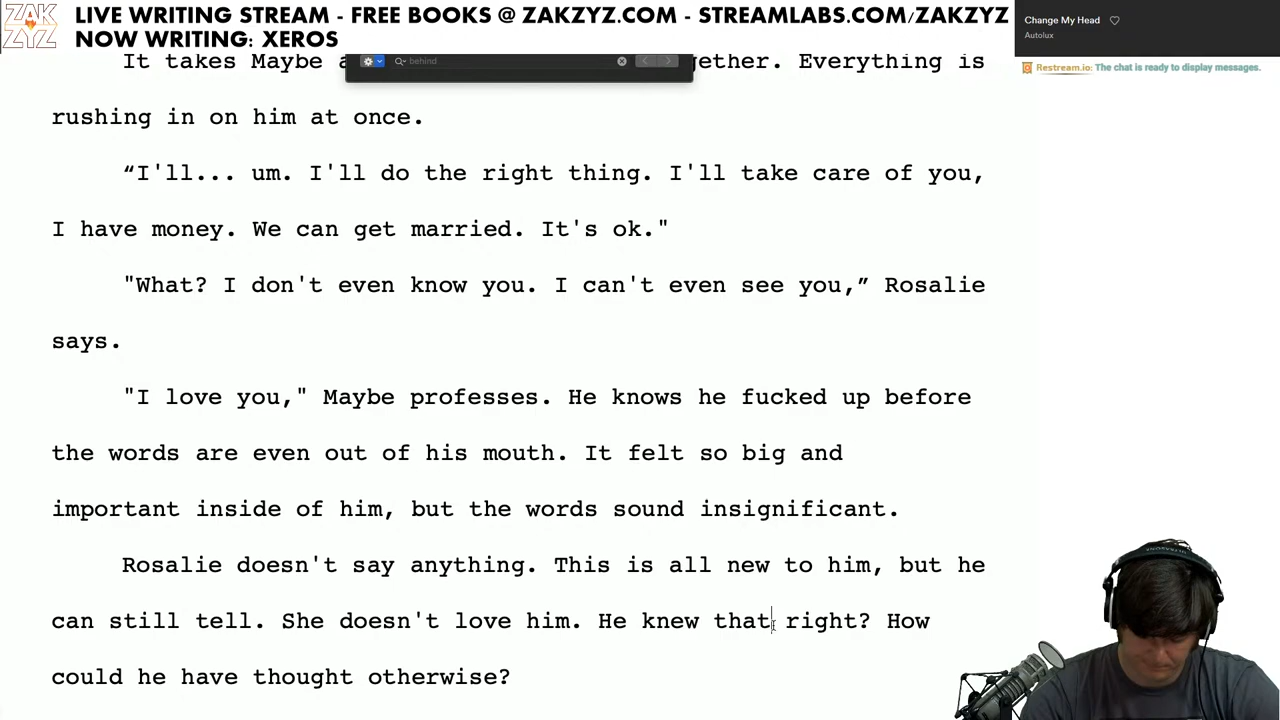 ZAK
ZYZ
LIVE WRITING STREAM - FREE BOOKS @ ZAKZYZ.COM - STREAMLABS.COM/ZAKZYZ
NOW WRITING: XEROS
Change My Head
Autolux
Restream.io: The chat is ready to display messages.
behind
It takes Maybe a gether. Everything is
rushing in on him at once.
“I'll... um. I'll do the right thing. I'll take care of you,
I have money. We can get married. It's ok."
"What? I don't even know you. I can't even see you,” Rosalie
says.
"I love you," Maybe professes. He knows he fucked up before
the words are even out of his mouth. It felt so big and
important inside of him, but the words sound insignificant.
Rosalie doesn't say anything. This is all new to him, but he
can still tell. She doesn't love him. He knew that right? How
could he have thought otherwise?